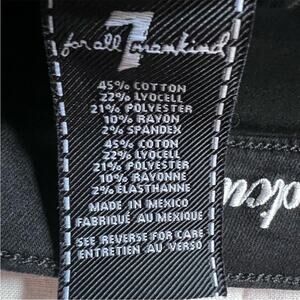 7
for all mankind
45% COTTON
22% LYOCELL
21% POLYESTER
10% RAYON
2% SPANDEX
45% COTON
22% LYOCELL
21% POLYESTER
10% RAYONNE
2% ÉLASTHANNE
MADE IN MEXICO
FABRIQUÉ AU MEXIQUE
SEE REVERSE FOR CARE
ENTRETIEN AU VERSO